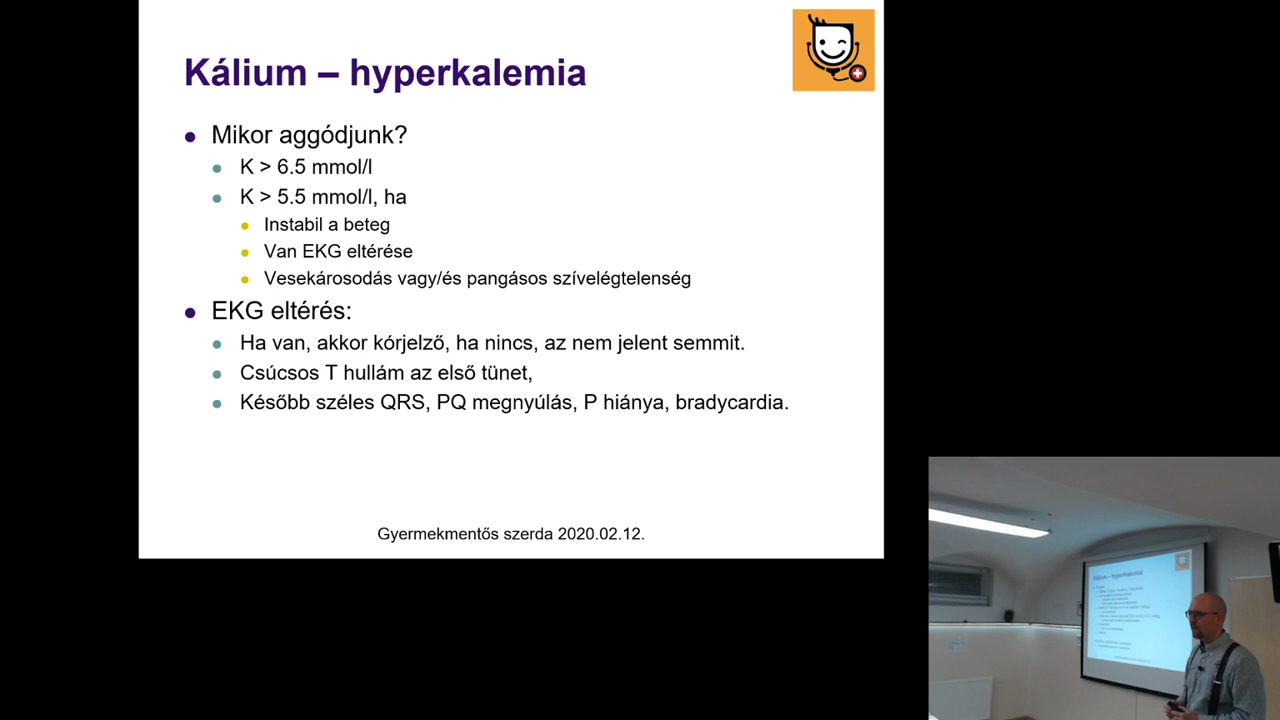 Kálium – hyperkalemia
Mikor aggódjunk?
K > 6.5 mmol/l
K > 5.5 mmol/l, ha
Instabil a beteg
Van EKG eltérése
Vesekárosodás vagy/és pangásos szívelégtelenség
EKG eltérés:
Ha van, akkor kórjelző, ha nincs, az nem jelent semmit.
Csúcsos T hullám az első tünet,
Később széles QRS, PQ megnyúlás, P hiánya, bradycardia.
Gyermekmentős szerda 2020.02.12.
Kálium – hyperkalemia